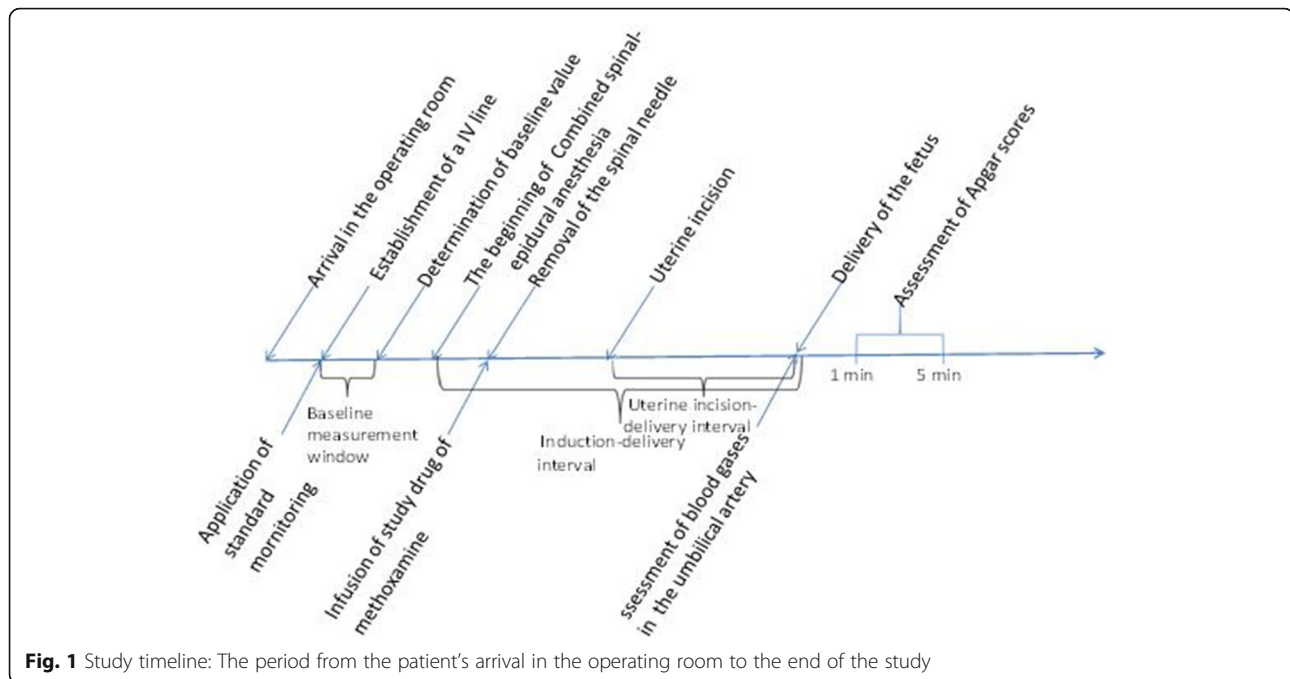 Arrival in the operating room
Establishment of a IV line
Determination of baseline value
The beginning of Combined spinal-
epidural anesthesia
Removal of the spinal needle
Uterine incision
Delivery of the fetus
Assessment of Apgar scores
1 min
5 min
Baseline
measurement
window
Uterine incision-
delivery interval
Induction-delivery
interval
Application of
standard
mornitoring
Infusion of study drug of
methoxamine
ssessment of blood gases
in the umbilical artery
Fig. 1 Study timeline: The period from the patient's arrival in the operating room to the end of the study